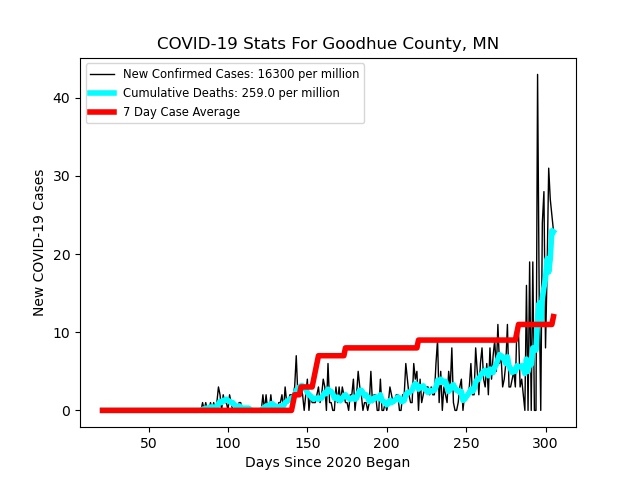 COVID-19 Stats For Goodhue County, MN
New Confirmed Cases: 16300 per million
Cumulative Deaths: 259.0 per million
7 Day Case Average
New COVID-19 Cases
40
30
20
10
0
50 100 150 200 250 300
Days Since 2020 Began